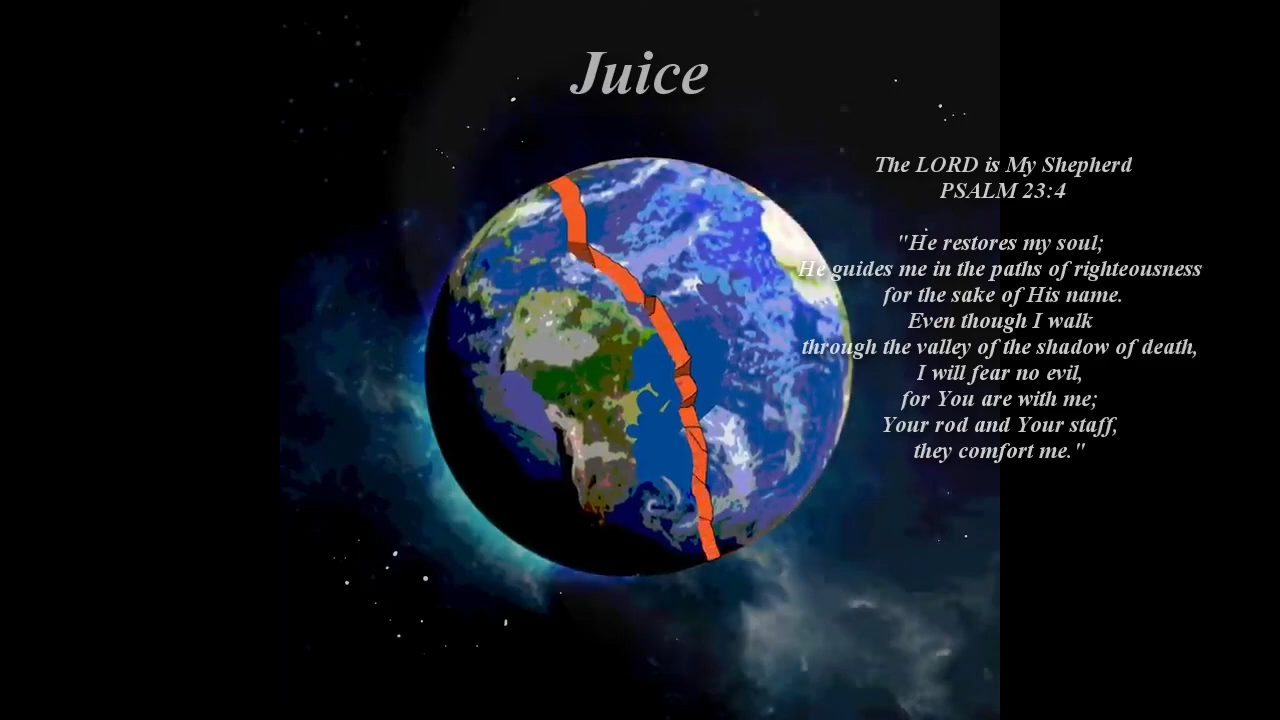 Juice
The LORD is My Shepherd
PSALM 23:4
"He restores my soul;
He guides me in the paths of righteousness
for the sake of His name.
Even though I walk
through the valley of the shadow of death,
I will fear no evil,
for You are with me;
Your rod and Your staff,
they comfort me."